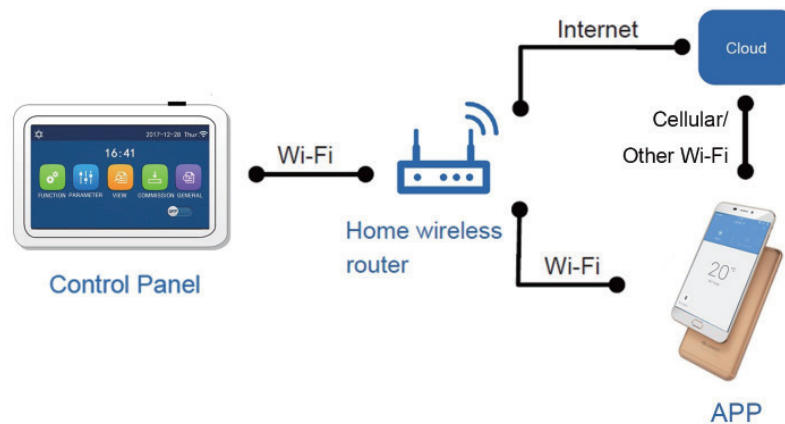 Internet
Cloud
Cellular/
Other Wi-Fi
2017-12-28 Thur.
16:41
FUNCTION PARAMETER VIEW COMMISSION GENERAL
OFF
Wi-Fi
Home wireless
router
Wi-Fi
Control Panel
20°C
APP